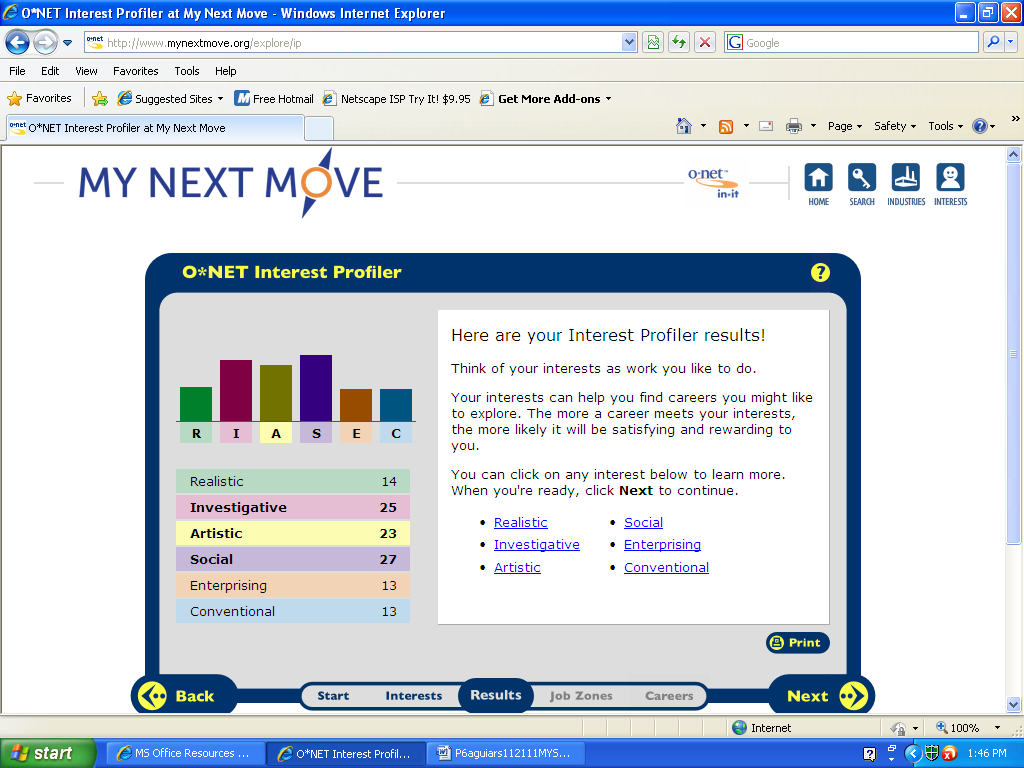 O*NET Interest Profiler at My Next Move - Windows Internet Explorer
o·net http://www.mynextmove.org/explore/ip
Google
File Edit View Favorites Tools Help
Favorites Suggested Sites Free Hotmail Netscape ISP Try It! $9.95 Get More Add-ons
o·net O*NET Interest Profiler at My Next Move
Page Safety Tools »
MY NEXT MOVE
o·net™ in-it
HOME SEARCH INDUSTRIES INTERESTS
O*NET Interest Profiler ?
R I A S E C
Realistic 14
Investigative 25
Artistic 23
Social 27
Enterprising 13
Conventional 13
Here are your Interest Profiler results!
Think of your interests as work you like to do.
Your interests can help you find careers you might like
to explore. The more a career meets your interests,
the more likely it will be satisfying and rewarding to
you.
You can click on any interest below to learn more.
When you're ready, click Next to continue.
• Realistic • Social
• Investigative • Enterprising
• Artistic • Conventional
Print
Back Start Interests Results Job Zones Careers Next
Internet 100%
start MS Office Resources ... O*NET Interest Profil... P6aguiars112111MYS... 1:46 PM